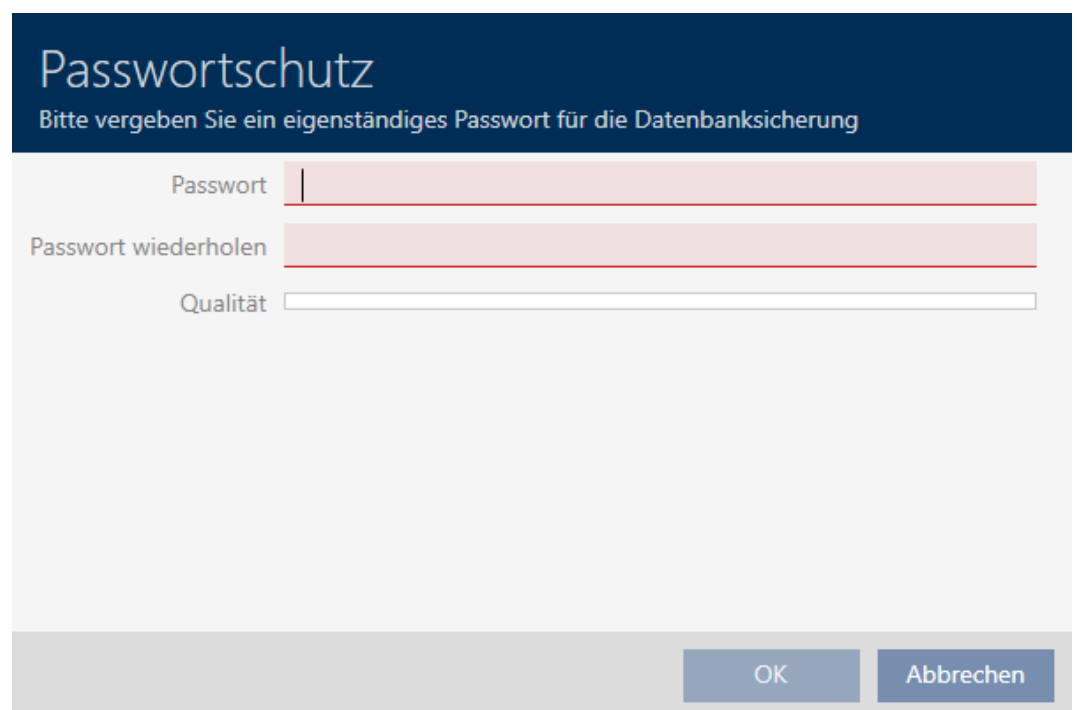 Passwortschutz
Bitte vergeben Sie ein eigenständiges Passwort für die Datenbanksicherung
Passwort
Passwort wiederholen
Qualität
OK
Abbrechen